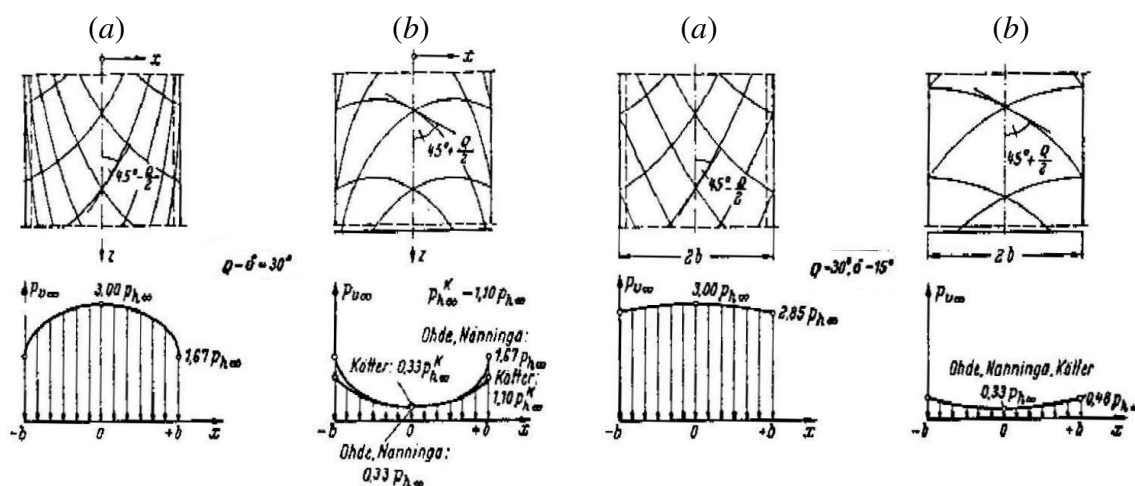 (a) (b) (a) (b)
x x
45° - Q/2 45° + Q/2 45° - Q/2 45° + Q/2
z z 2b 2b
Q = δ = 30° Q = 30°, δ = 15°
p_v∞ 3,00 p_h∞ 1,67 p_h∞
-b 0 +b x
p_v∞ p^K_h∞ = 1,10 p_h∞
Ohde, Nanninga:
1,67 p_h∞
Kötter: 0,33 p^K_h∞
Kötter:
1,10 p^K_h∞
-b 0 +b x
Ohde, Nanninga:
0,33 p_h∞
p_v∞ 3,00 p_h∞ 2,85 p_h∞
-b 0 +b x
p_v∞
Ohde, Nanninga, Kötter
0,33 p_h∞ 0,48 p_h∞
-b 0 +b x